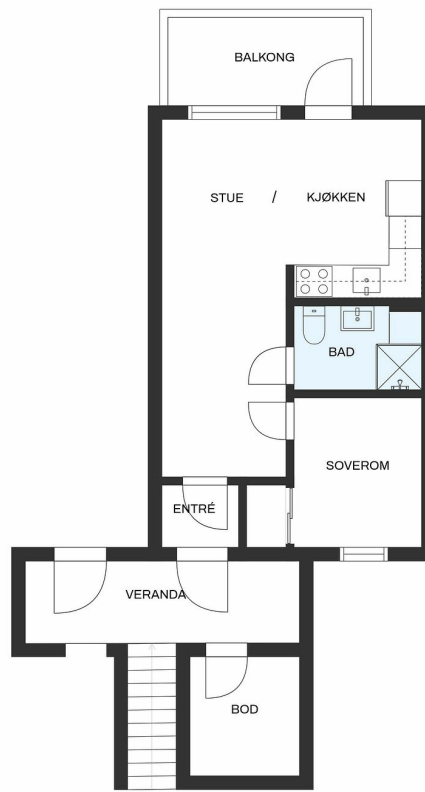 BALKONG
STUE / KJØKKEN
BAD
SOVEROM
ENTRÉ
VERANDA
BOD